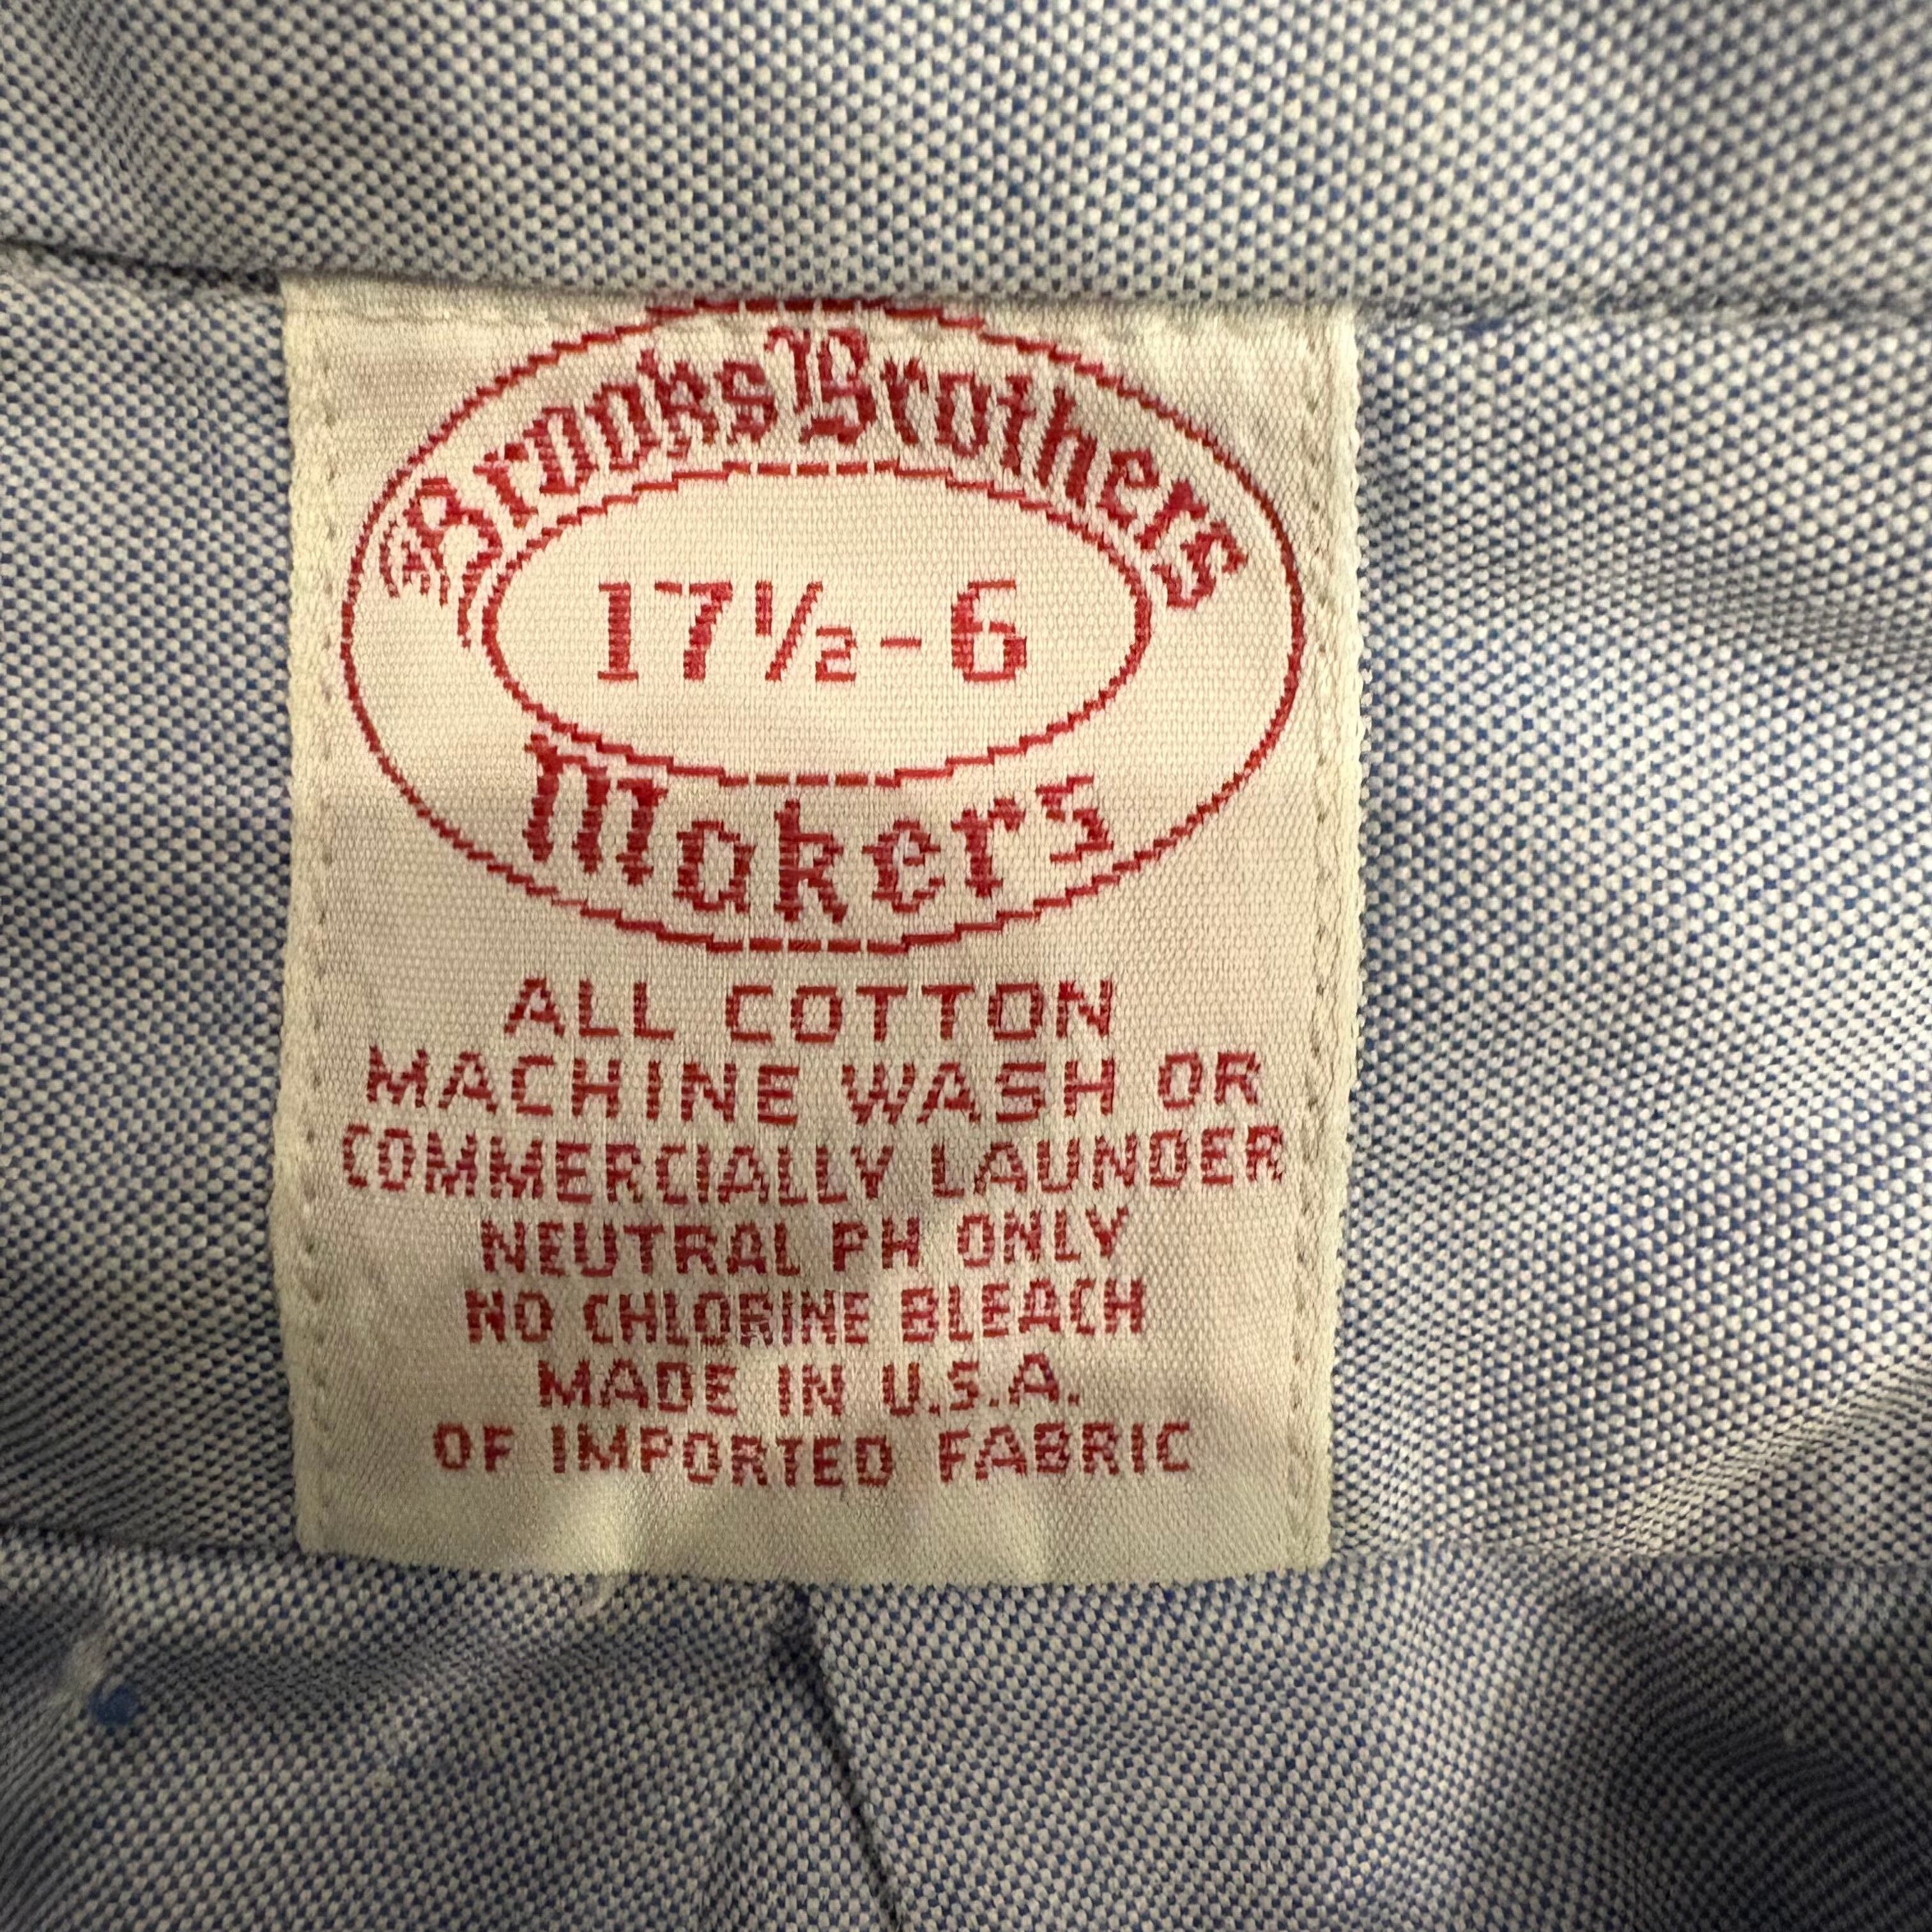 Brooks Brothers
17½-6
Makers
ALL COTTON
MACHINE WASH OR
COMMERCIALLY LAUNDER
NEUTRAL PH ONLY
NO CHLORINE BLEACH
MADE IN U.S.A.
OF IMPORTED FABRIC